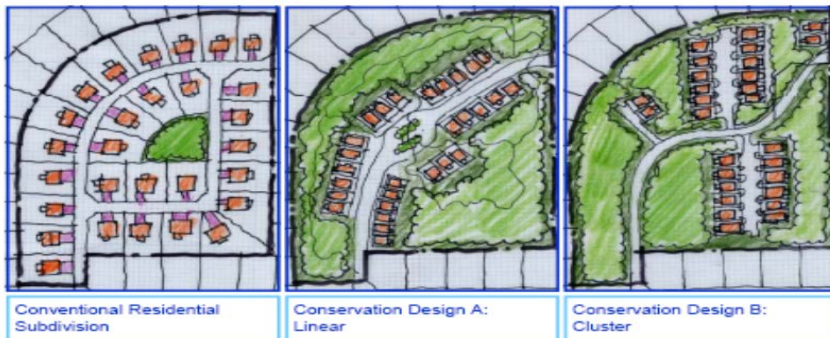 Conventional Residential
Subdivision
Conservation Design A:
Linear
Conservation Design B:
Cluster